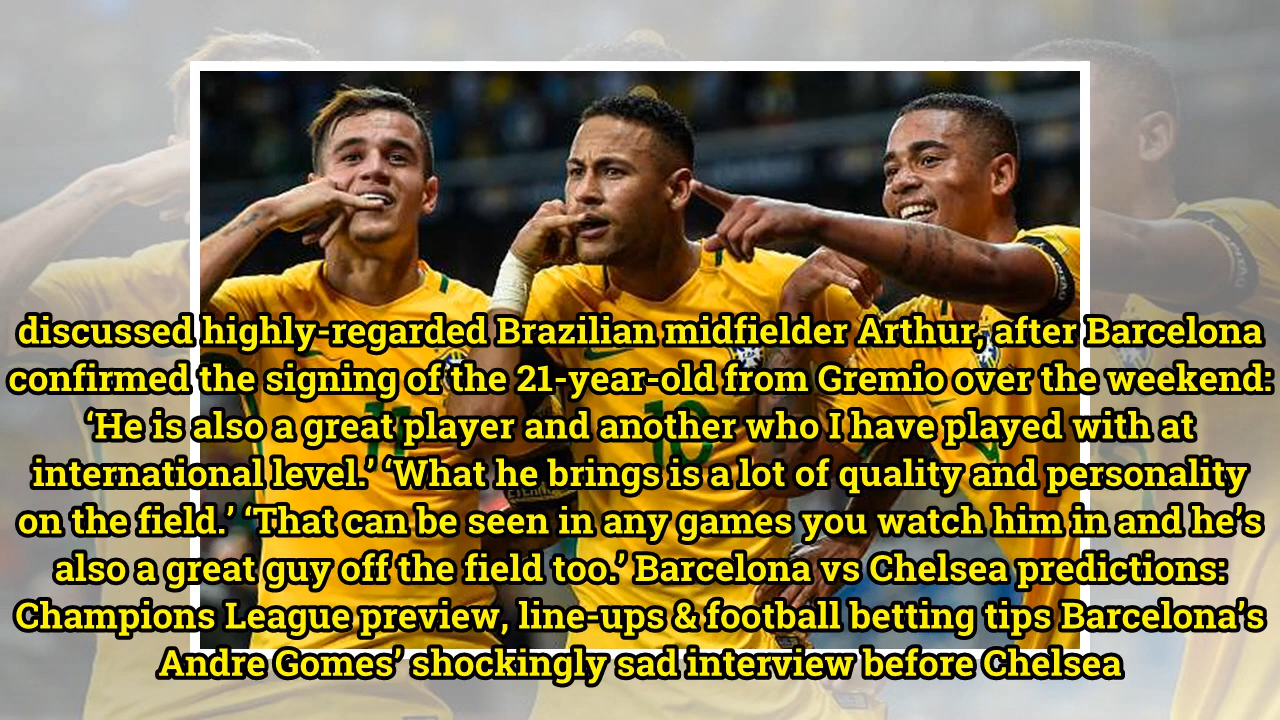 discussed highly-regarded Brazilian midfielder Arthur, after Barcelona
confirmed the signing of the 21-year-old from Gremio over the weekend:
‘He is also a great player and another who I have played with at
international level.’ ‘What he brings is a lot of quality and personality
on the field.’ ‘That can be seen in any games you watch him in and he’s
also a great guy off the field too.’ Barcelona vs Chelsea predictions:
Champions League preview, line-ups & football betting tips Barcelona’s
Andre Gomes’ shockingly sad interview before Chelsea
11
10